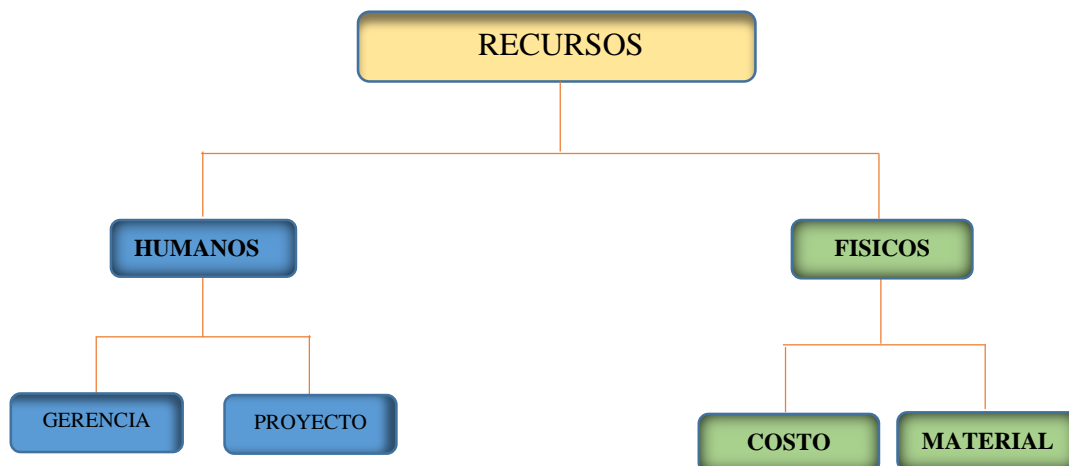 RECURSOS
HUMANOS
FISICOS
GERENCIA
PROYECTO
COSTO
MATERIAL